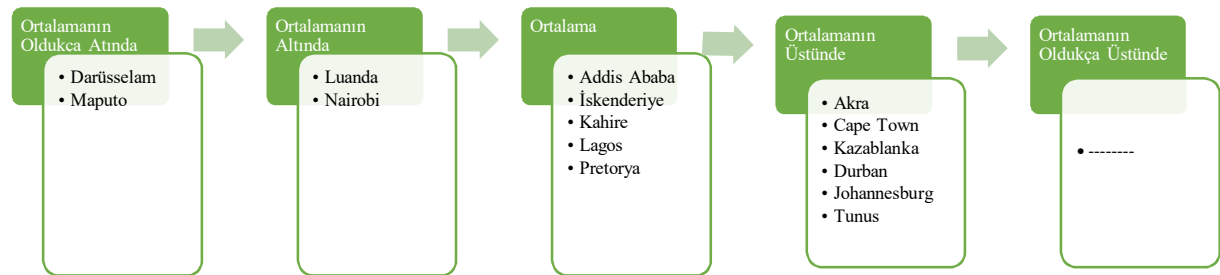 Ortalamanın
Oldukca Atında
• Darüsselam
• Maputo
Ortalamanın
Altında
• Luanda
• Nairobi
Ortalama
• Addis Ababa
• İskenderiye
• Kahire
• Lagos
• Pretorya
Ortalamanın
Üstünde
• Akra
• Cape Town
• Kazablanka
• Durban
• Johannesburg
• Tunus
Ortalamanın
Oldukça Üstünde
• --------